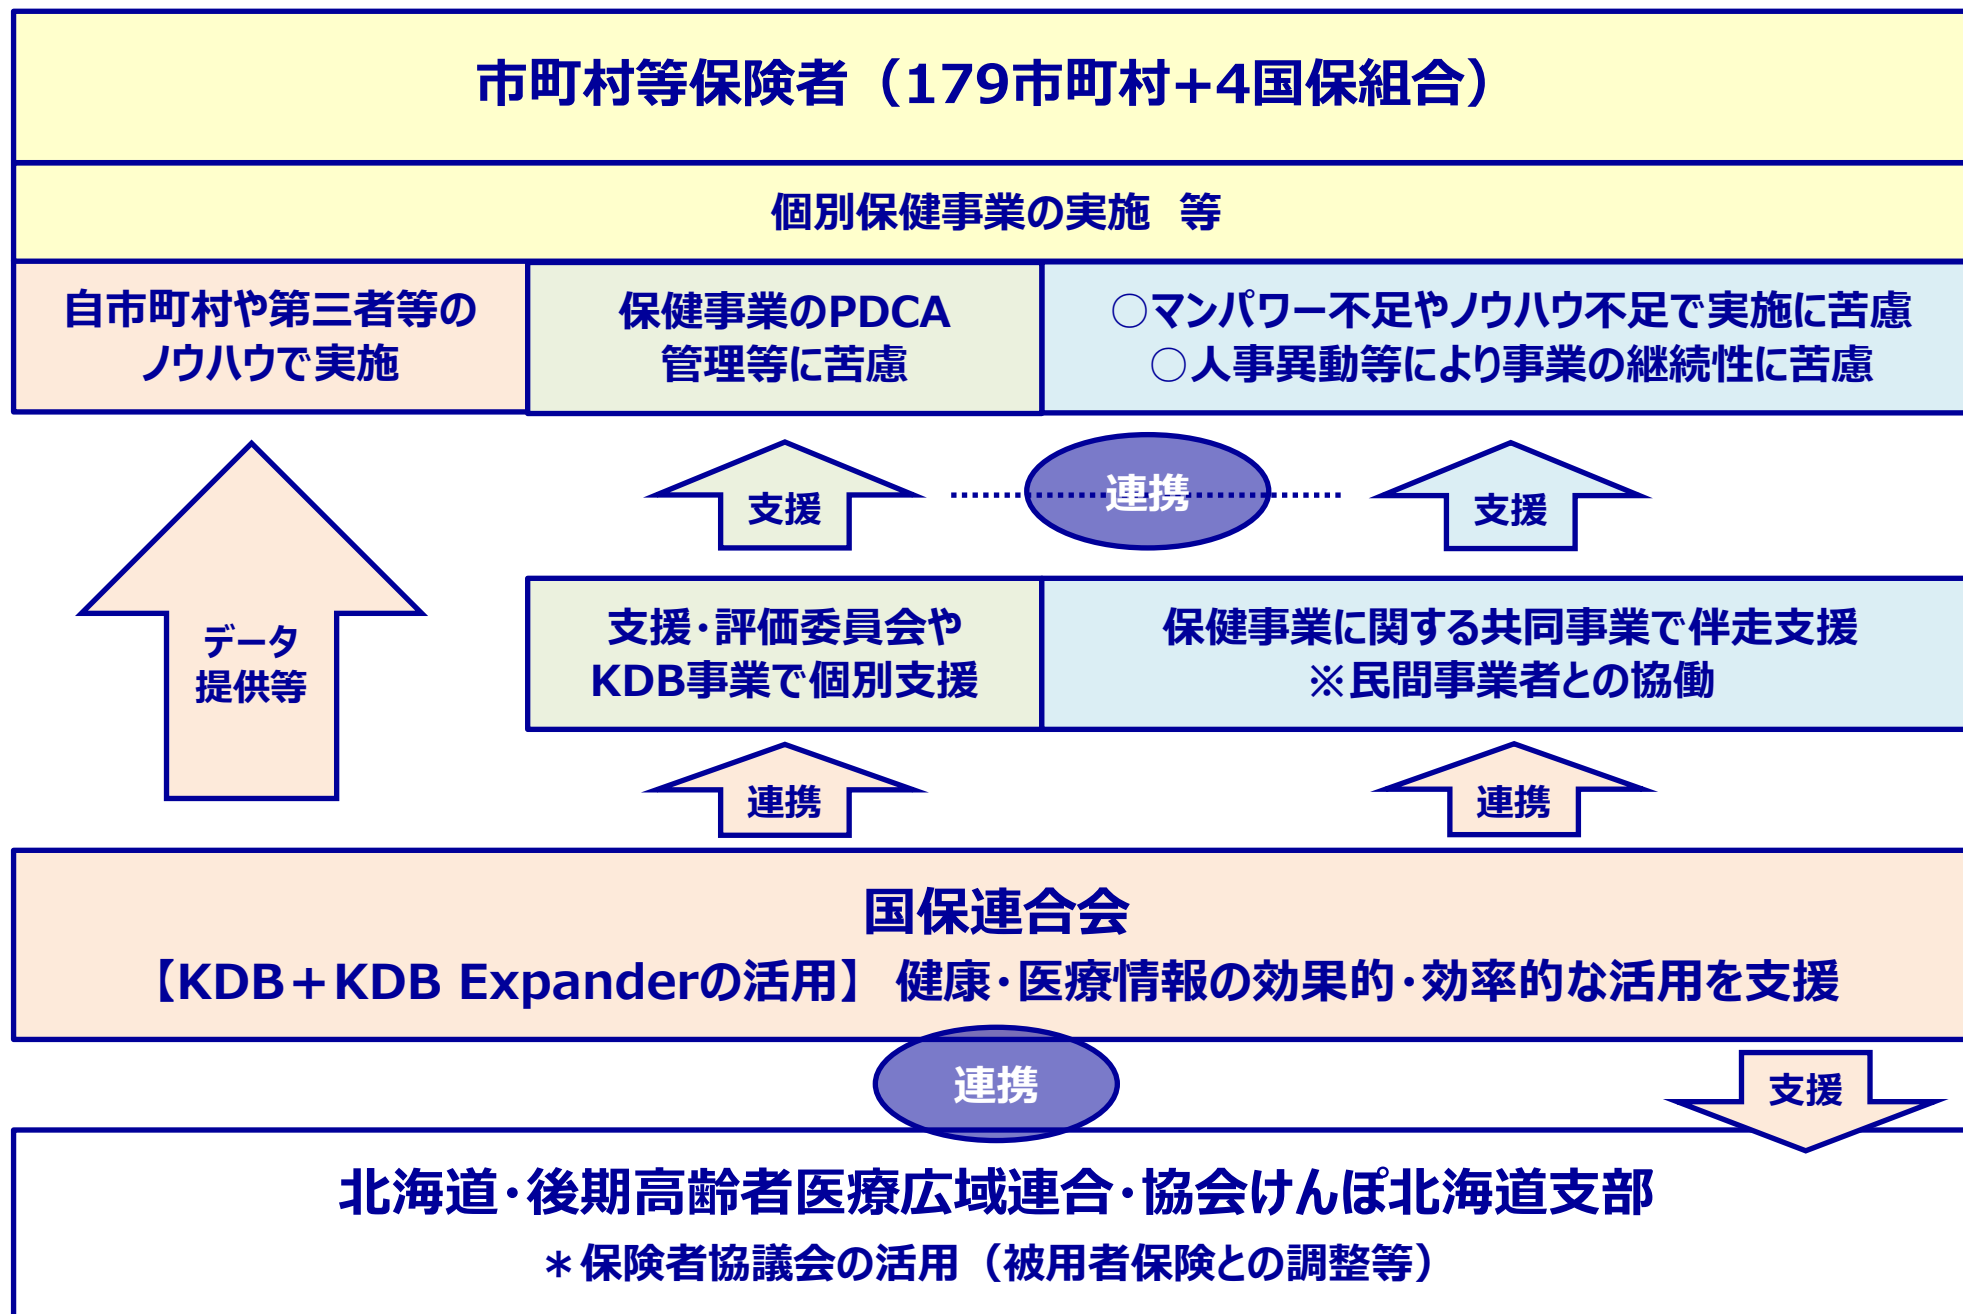 市町村等保険者（179市町村+4国保組合）
個別保健事業の実施　等
自市町村や第三者等の
ノウハウで実施
保健事業のPDCA
管理等に苦慮
○マンパワー不足やノウハウ不足で実施に苦慮
○人事異動等により事業の継続性に苦慮
支援
連携
支援
データ
提供等
支援・評価委員会や
KDB事業で個別支援
保健事業に関する共同事業で伴走支援
※民間事業者との協働
連携
連携
国保連合会
【KDB＋KDB Expanderの活用】 健康・医療情報の効果的・効率的な活用を支援
連携
支援
北海道・後期高齢者医療広域連合・協会けんぽ北海道支部
＊保険者協議会の活用（被用者保険との調整等）